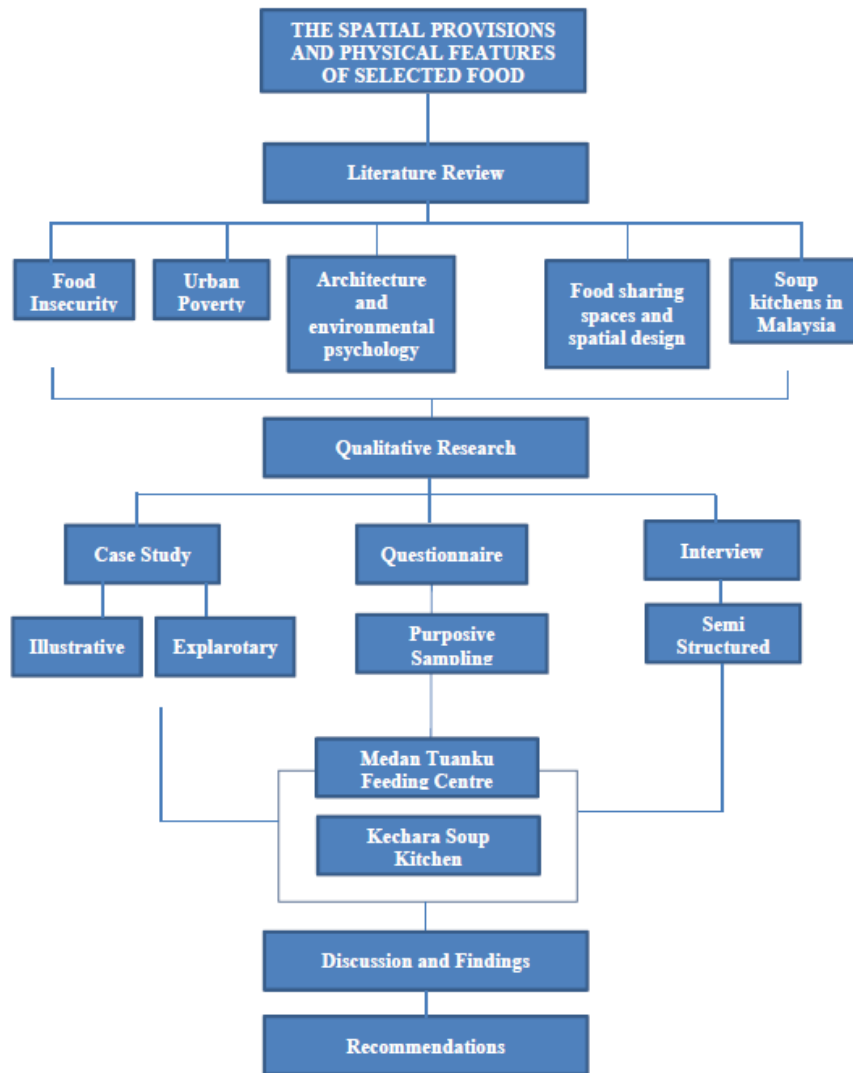 THE SPATIAL PROVISIONS
AND PHYSICAL FEATURES
OF SELECTED FOOD
Literature Review
Food
Insecurity
Urban
Poverty
Architecture
and
environmental
psychology
Food sharing
spaces and
spatial design
Soup
kitchens in
Malaysia
Qualitative Research
Case Study
Questionnaire
Interview
Illustrative
Explarotary
Purposive
Sampling
Semi
Structured
Medan Tuanku
Feeding Centre
Kechara Soup
Kitchen
Discussion and Findings
Recommendations